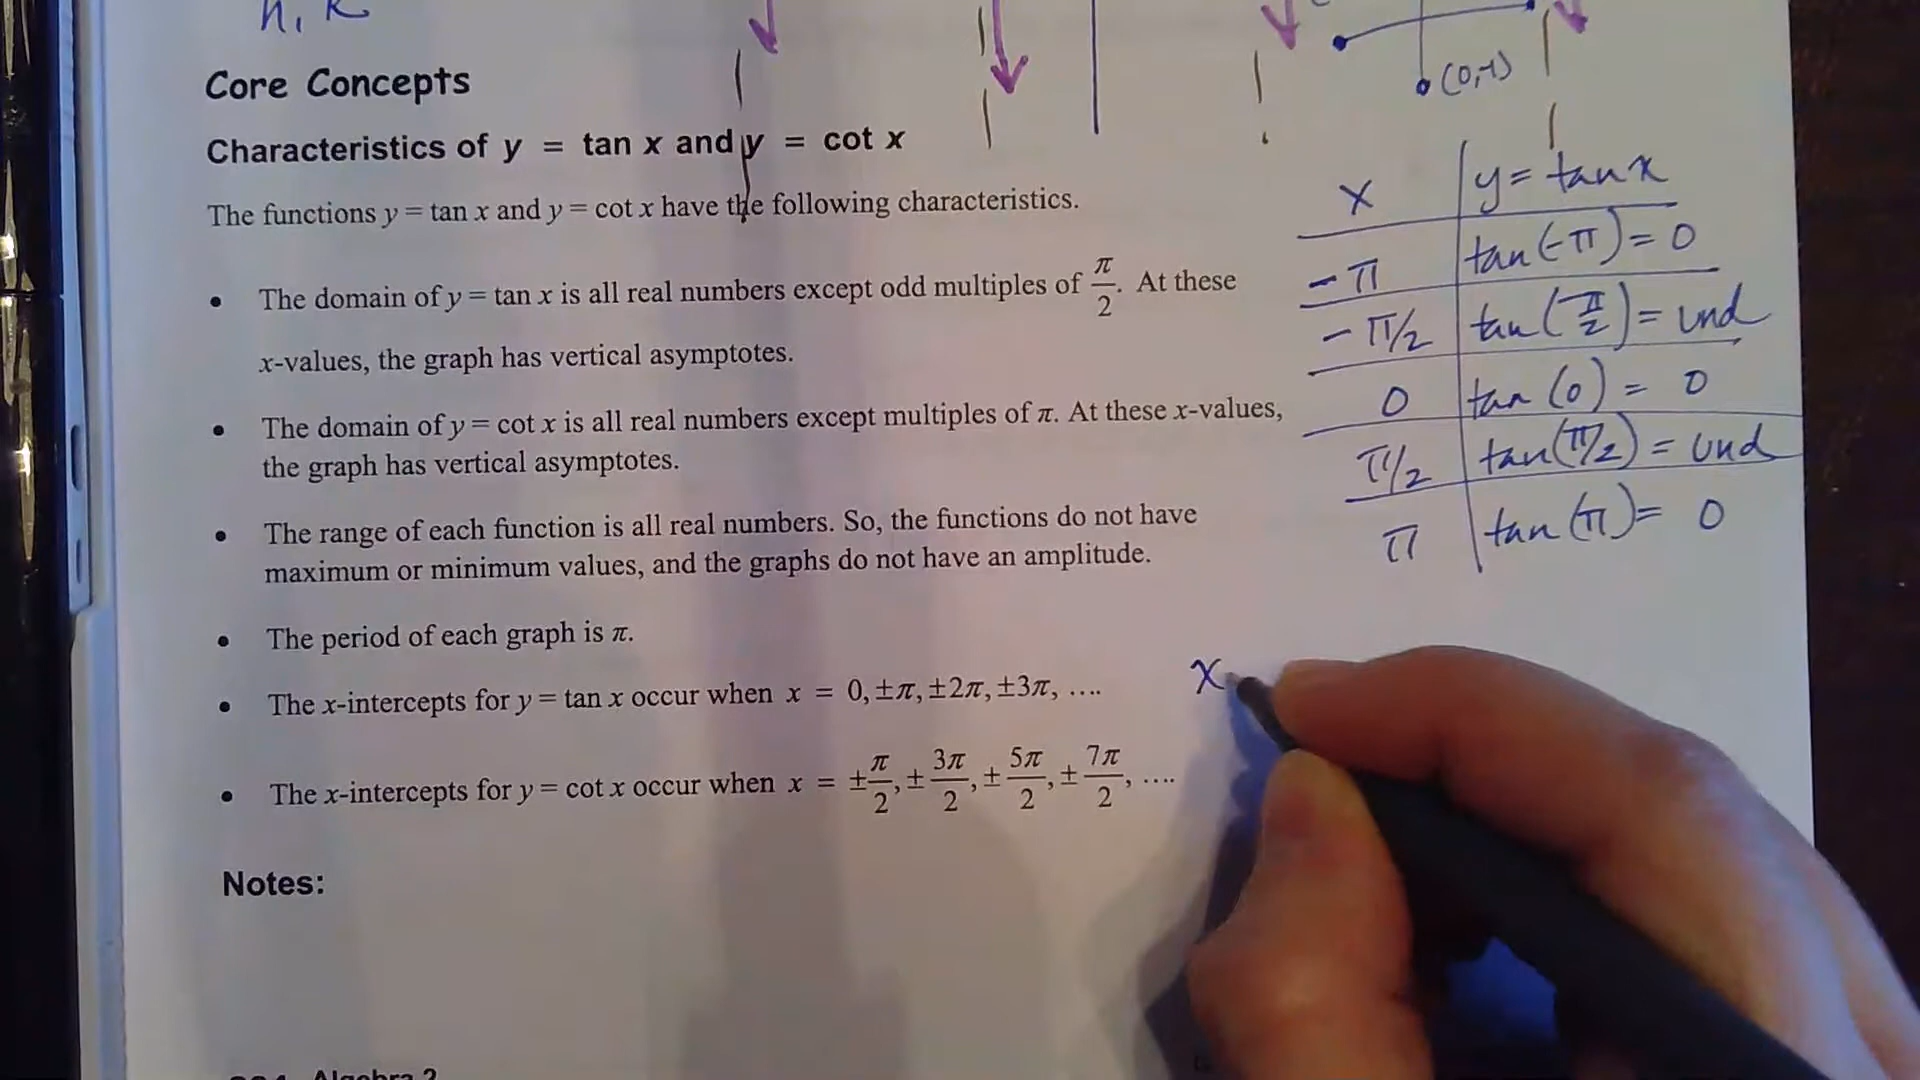 h, k
(0,-1)
Core Concepts
Characteristics of y = tan x and y = cot x
The functions y = tan x and y = cot x have the following characteristics.
• The domain of y = tan x is all real numbers except odd multiples of π/2. At these
x-values, the graph has vertical asymptotes.
• The domain of y = cot x is all real numbers except multiples of π. At these x-values,
the graph has vertical asymptotes.
• The range of each function is all real numbers. So, the functions do not have
maximum or minimum values, and the graphs do not have an amplitude.
• The period of each graph is π.
• The x-intercepts for y = tan x occur when x = 0, ±π, ±2π, ±3π, ….
• The x-intercepts for y = cot x occur when x = ±π/2, ±3π/2, ±5π/2, ±7π/2, ….
Notes:
x y = tan x
-π tan(-π) = 0
-π/2 tan(-π/2) = und
0 tan(0) = 0
π/2 tan(π/2) = und
π tan(π) = 0
x
Algebra 2